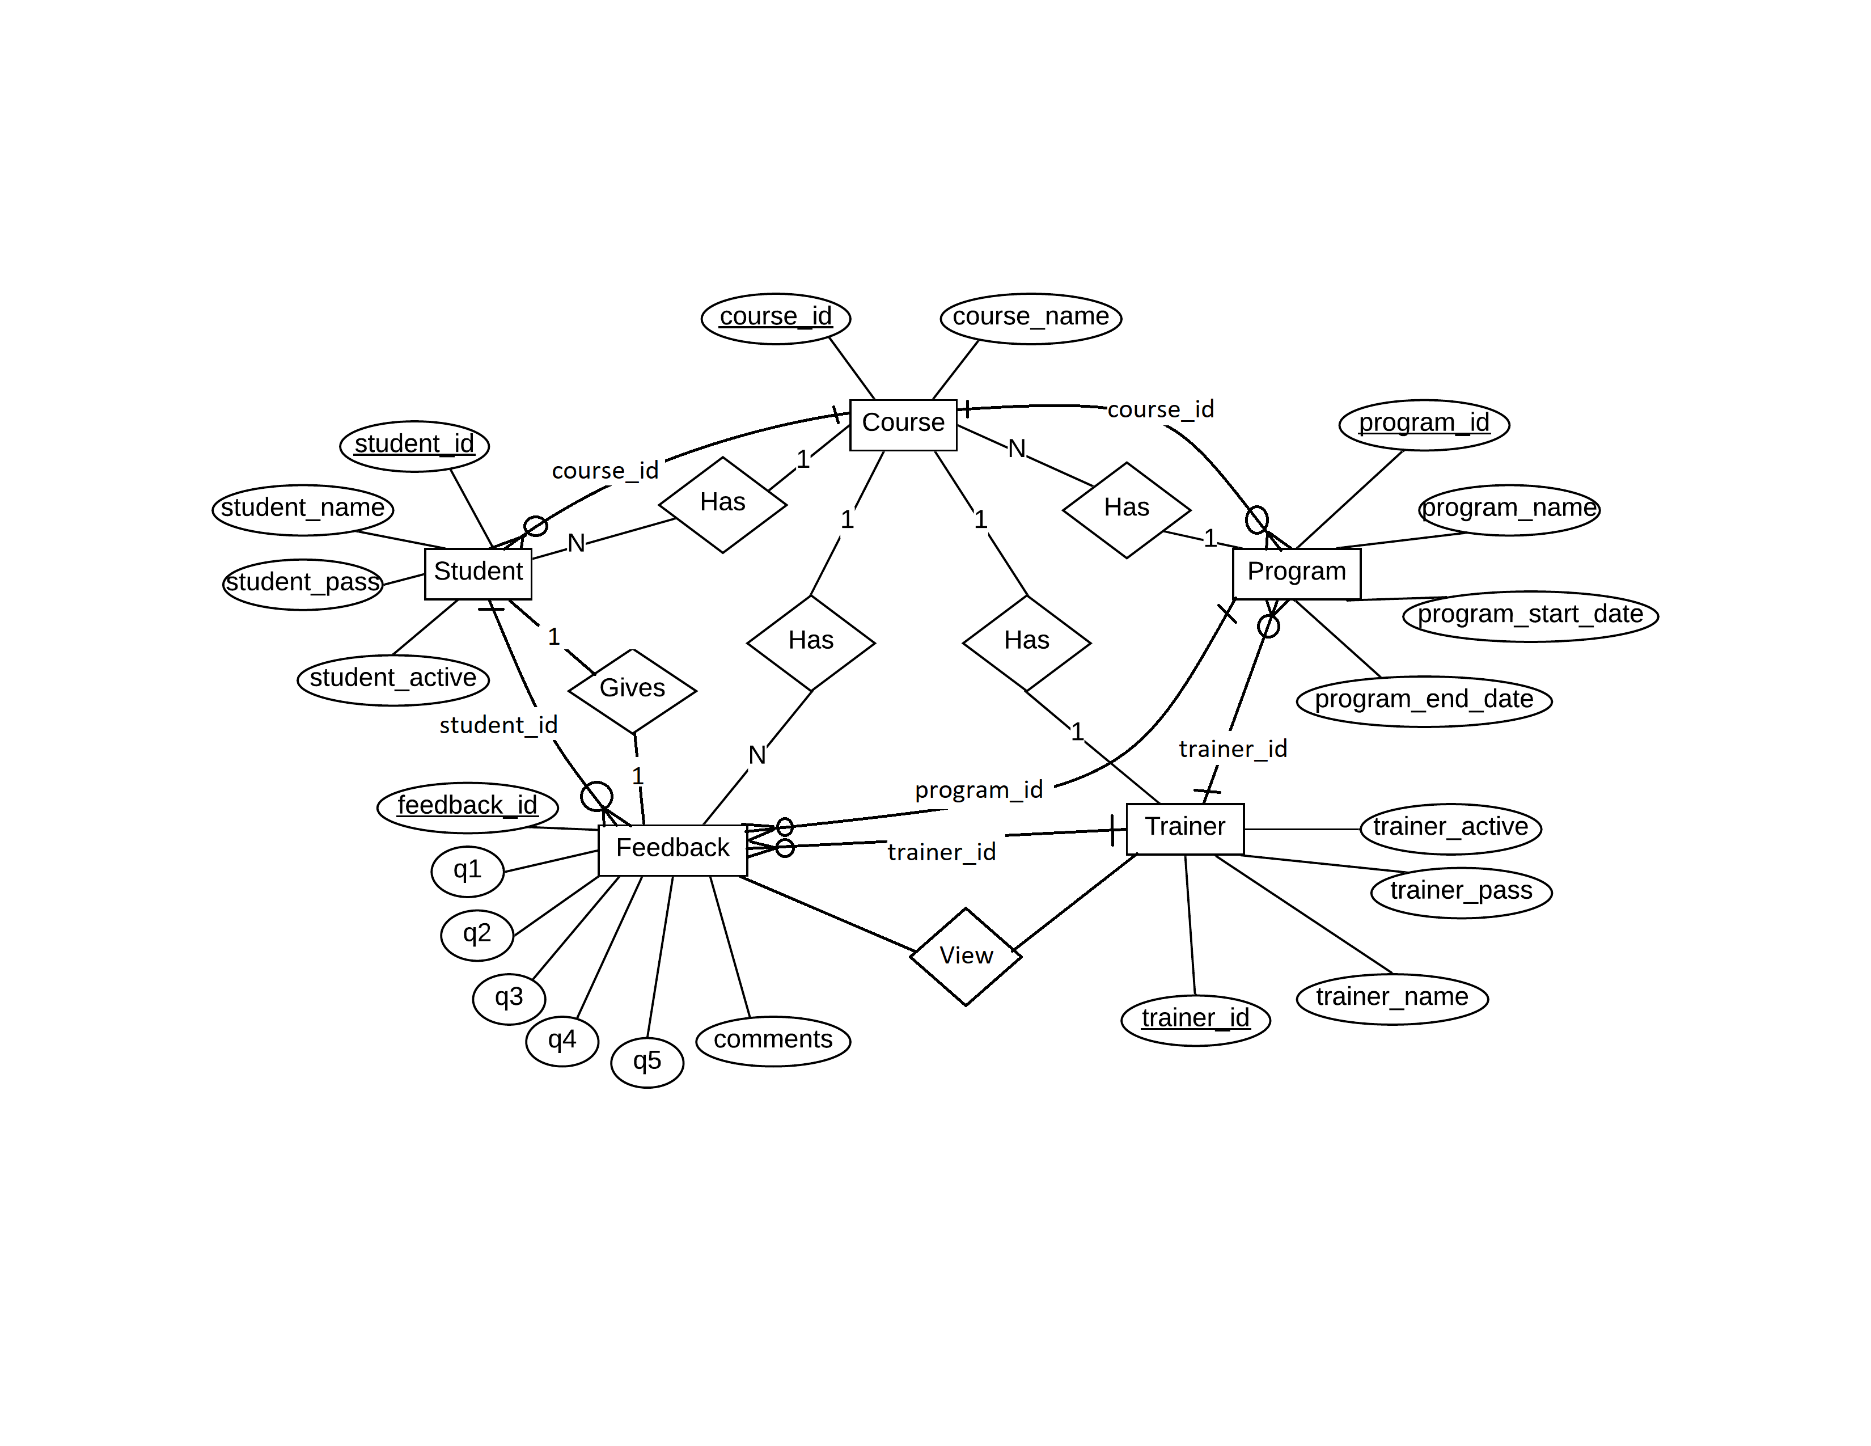 course_id
course_name
Course
course_id
program_id
student_id
N
1
course_id
student_name
Has
Has
program_name
1
1
N
1
Student
Program
student_pass
program_start_date
1
Has
Has
student_active
Gives
program_end_date
student_id
1
trainer_id
N
1
program_id
feedback_id
Trainer
trainer_active
Feedback
trainer_id
q1
trainer_pass
q2
View
q3
trainer_name
trainer_id
q4
comments
q5